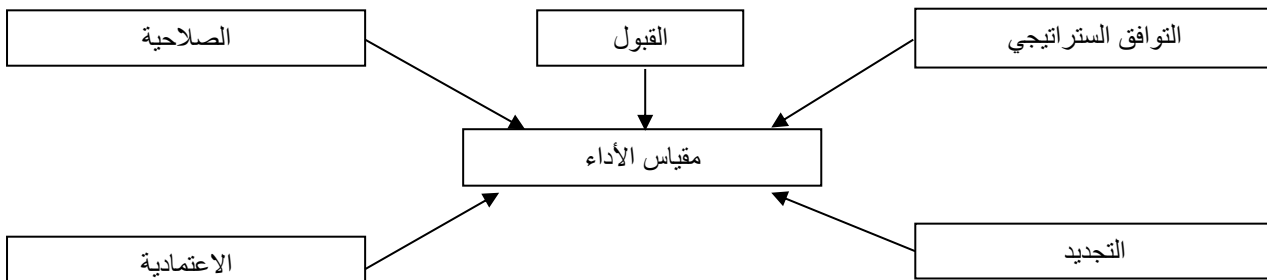 التوافق الستراتيجي
القبول
الصلاحية
مقياس الأداء
التجديد
الاعتمادية